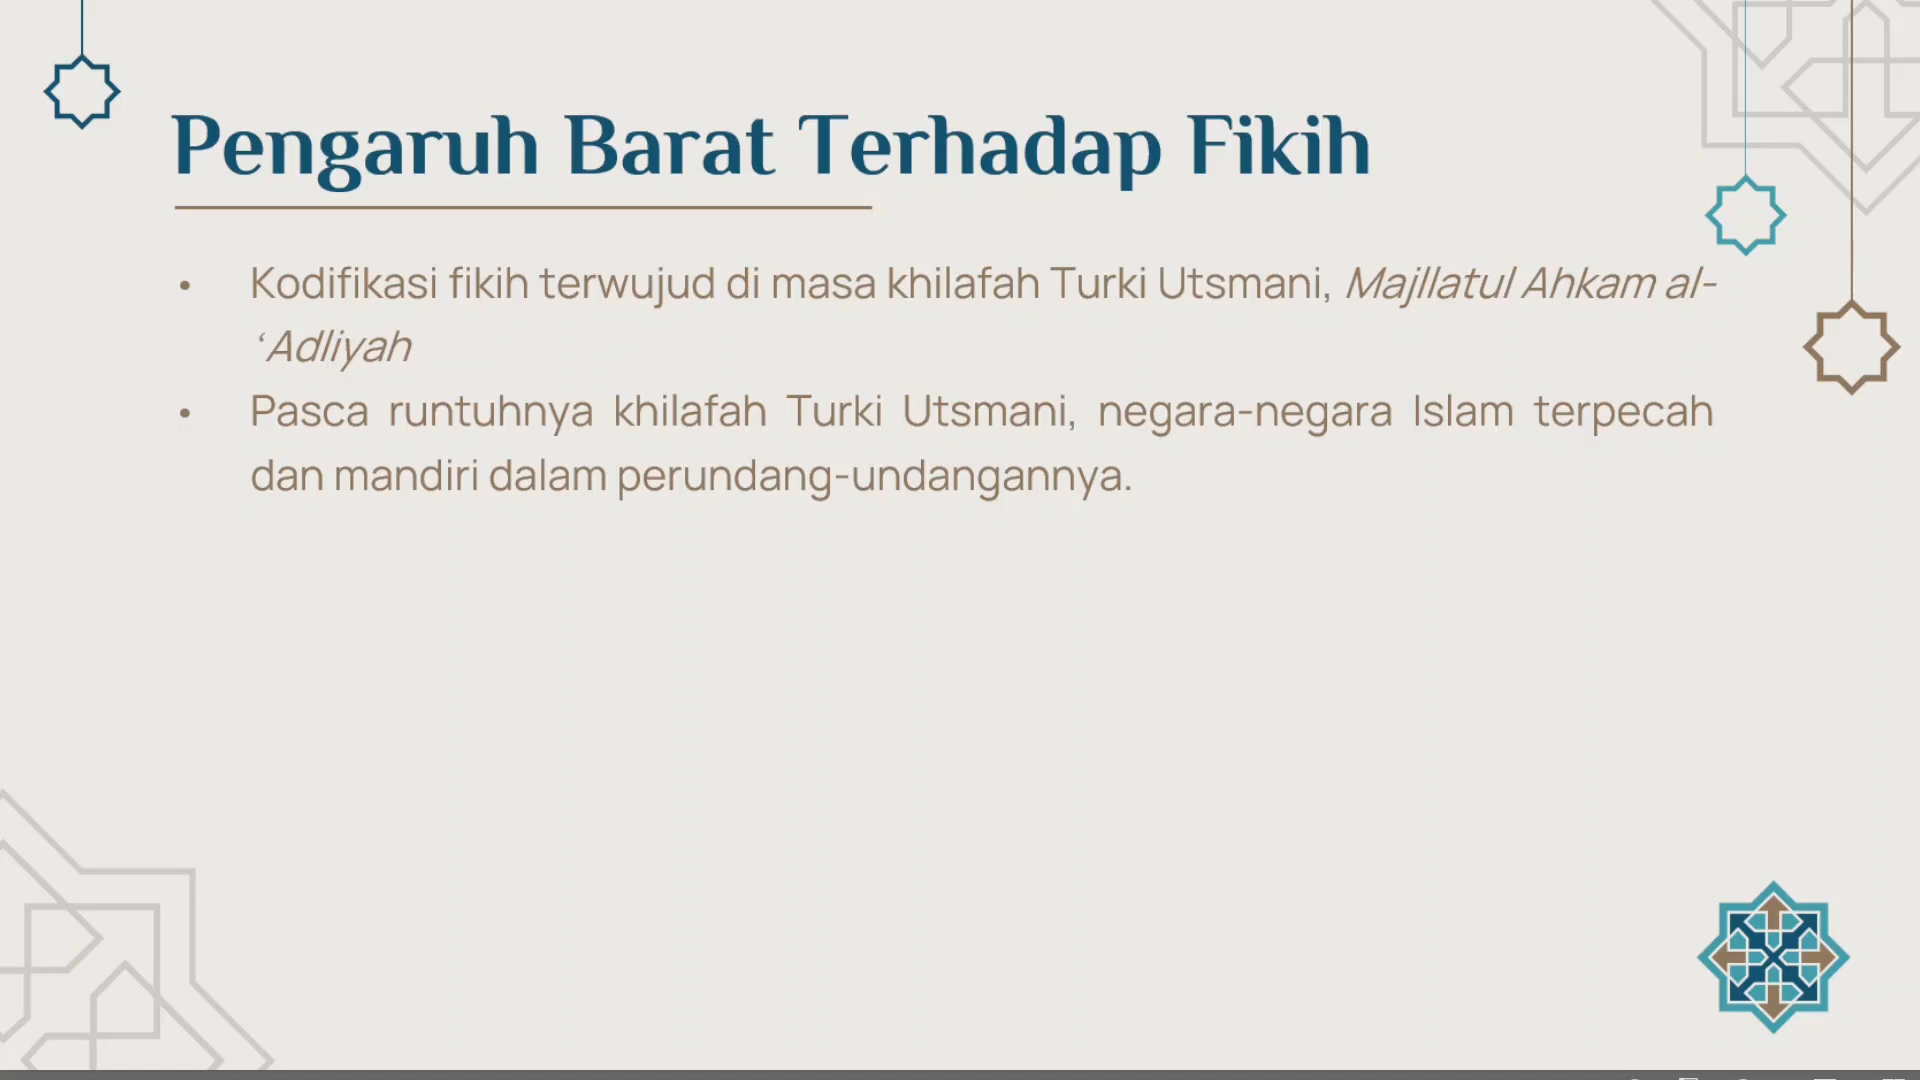 Pengaruh Barat Terhadap Fikih
• Kodifikasi fikih terwujud di masa khilafah Turki Utsmani, Majllatul Ahkam al-
‘Adliyah
• Pasca runtuhnya khilafah Turki Utsmani, negara-negara Islam terpecah
dan mandiri dalam perundang-undangannya.